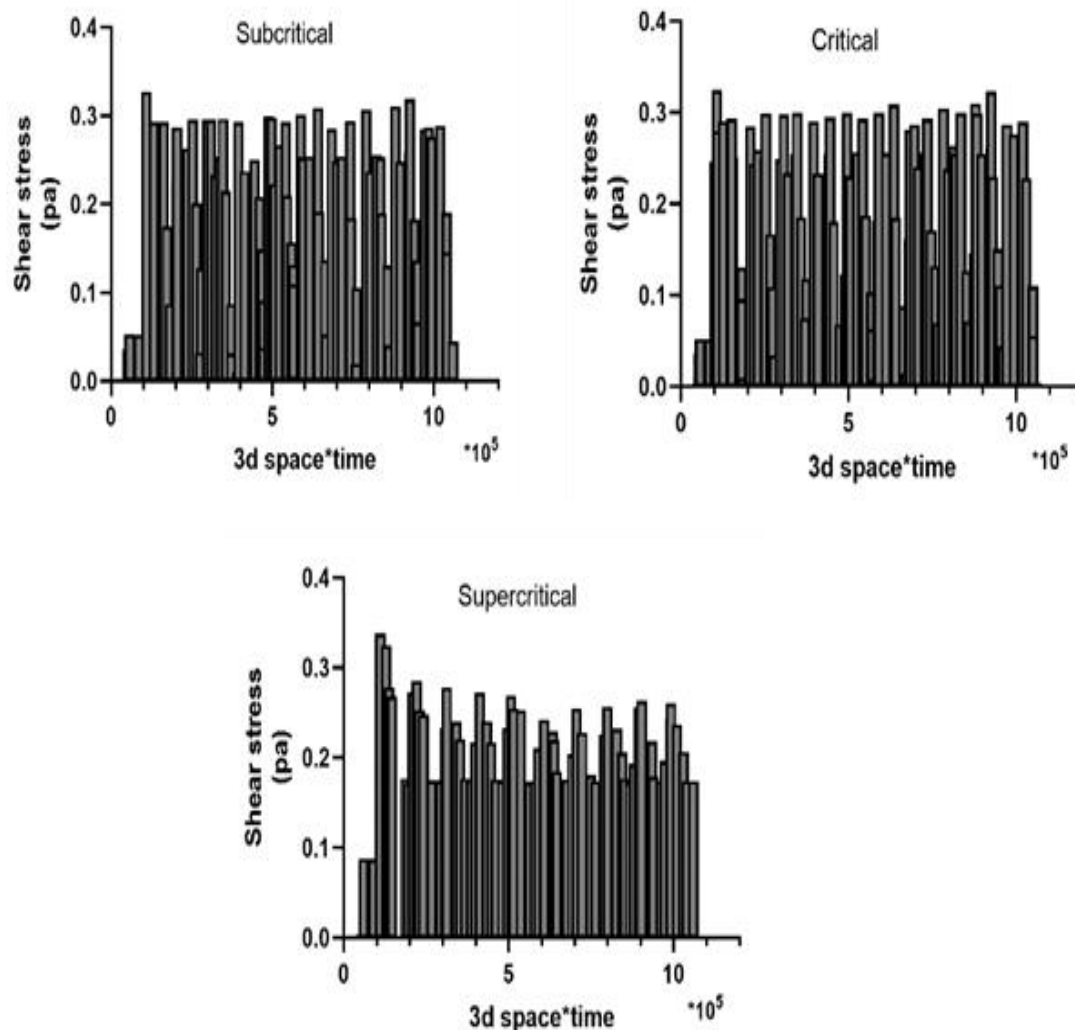 Subcritical
0.4
0.3
0.2
0.1
0.0
Shear stress
(pa)
0
5
10
*10⁵
3d space*time
Critical
0.4
0.3
0.2
0.1
0.0
Shear stress
(pa)
0
5
10
*10⁵
3d space*time
Supercritical
0.4
0.3
0.2
0.1
0.0
Shear stress
(pa)
0
5
10
*10⁵
3d space*time